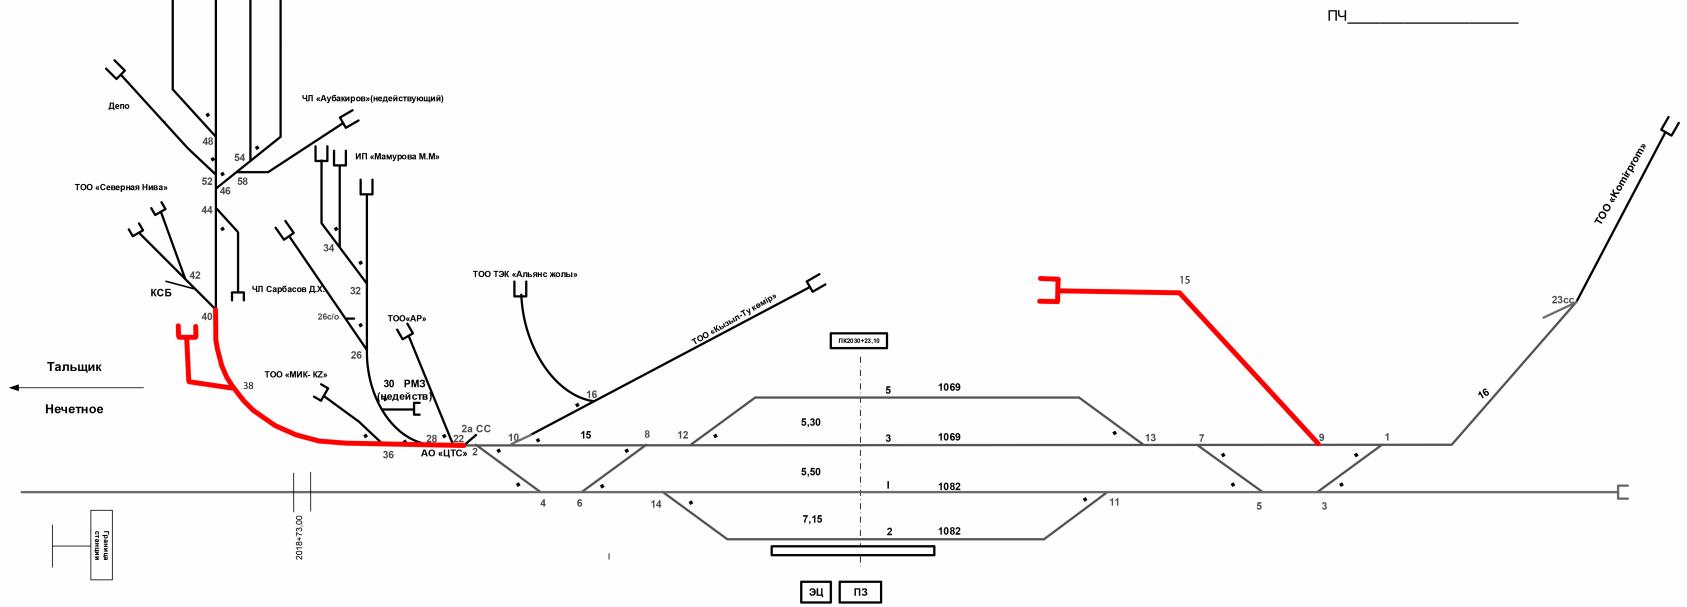 ПЧ
Депо
ЧЛ «Аубакиров»(недействующий)
48
54
ИП «Мамурова М.М»
52
46
58
ТОО «Северная Нива»
44
34
42
КСБ
ЧЛ Сарбасов Д.Х.
32
ТОО ТЭК «Альянс жолы»
ТОО «Кызыл-Ту көмір»
15
ТОО «Komirprom»
23сс
40
26с/о
ТОО«АР»
26
ПК2030+23,10
Тальщик
Нечетное
38
ТОО «МИК- KZ»
30 РМЗ
(недейств)
16
5
1069
16
5,30
2а СС
28
22
10
15
8
12
3
1069
13
7
9
1
36
АО «ЦТС»
2
5,50
I
1082
4
6
14
11
5
3
7,15
2
1082
2018+73,00
Граница
станции
ЭЦ
ПЗ